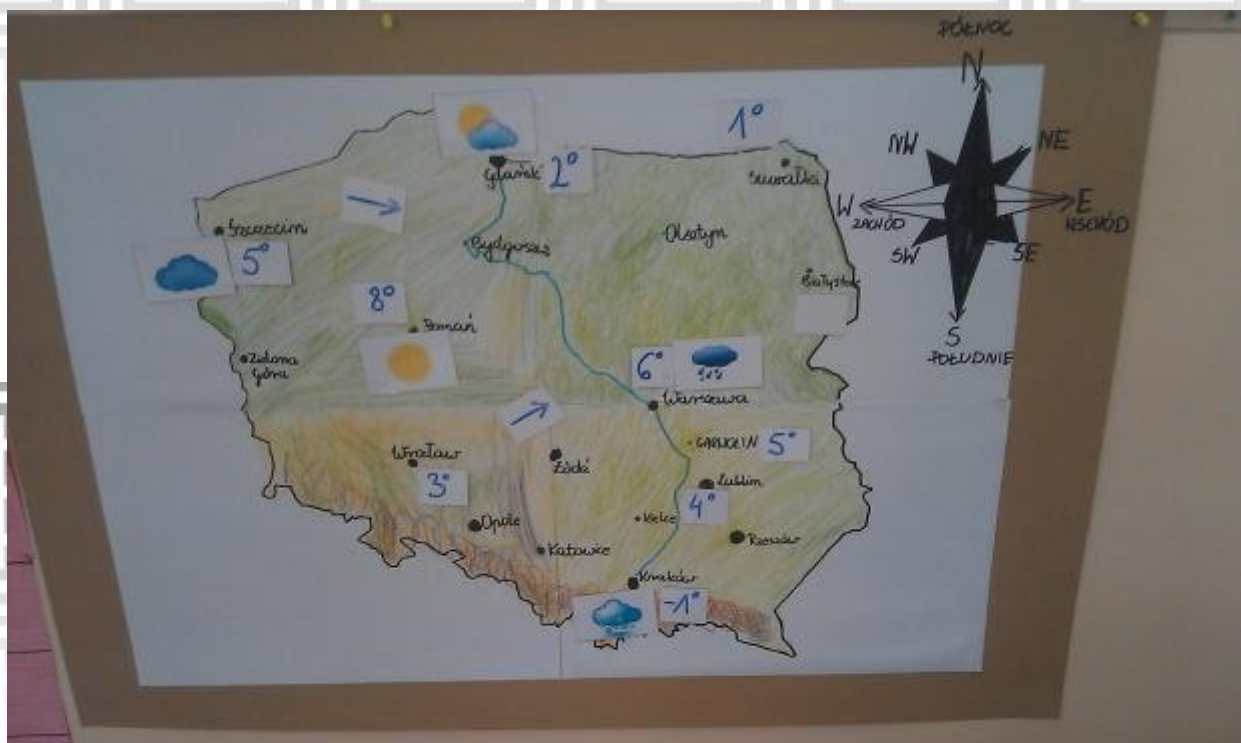 PÓŁNOC
N
NW
NE
W
E
ZACHÓD
WSCHÓD
SW
SE
S
POŁUDNIE
1°
Gdańsk
2°
Suwałki
Szczecin
5°
Bydgoszcz
Olsztyn
Białystok
8°
Poznań
Zielona
Góra
6°
Warszawa
GARWOLIN 5°
Wrocław
3°
Łódź
Lublin
4°
Opole
Kielce
Rzeszów
Katowice
Kraków
-1°